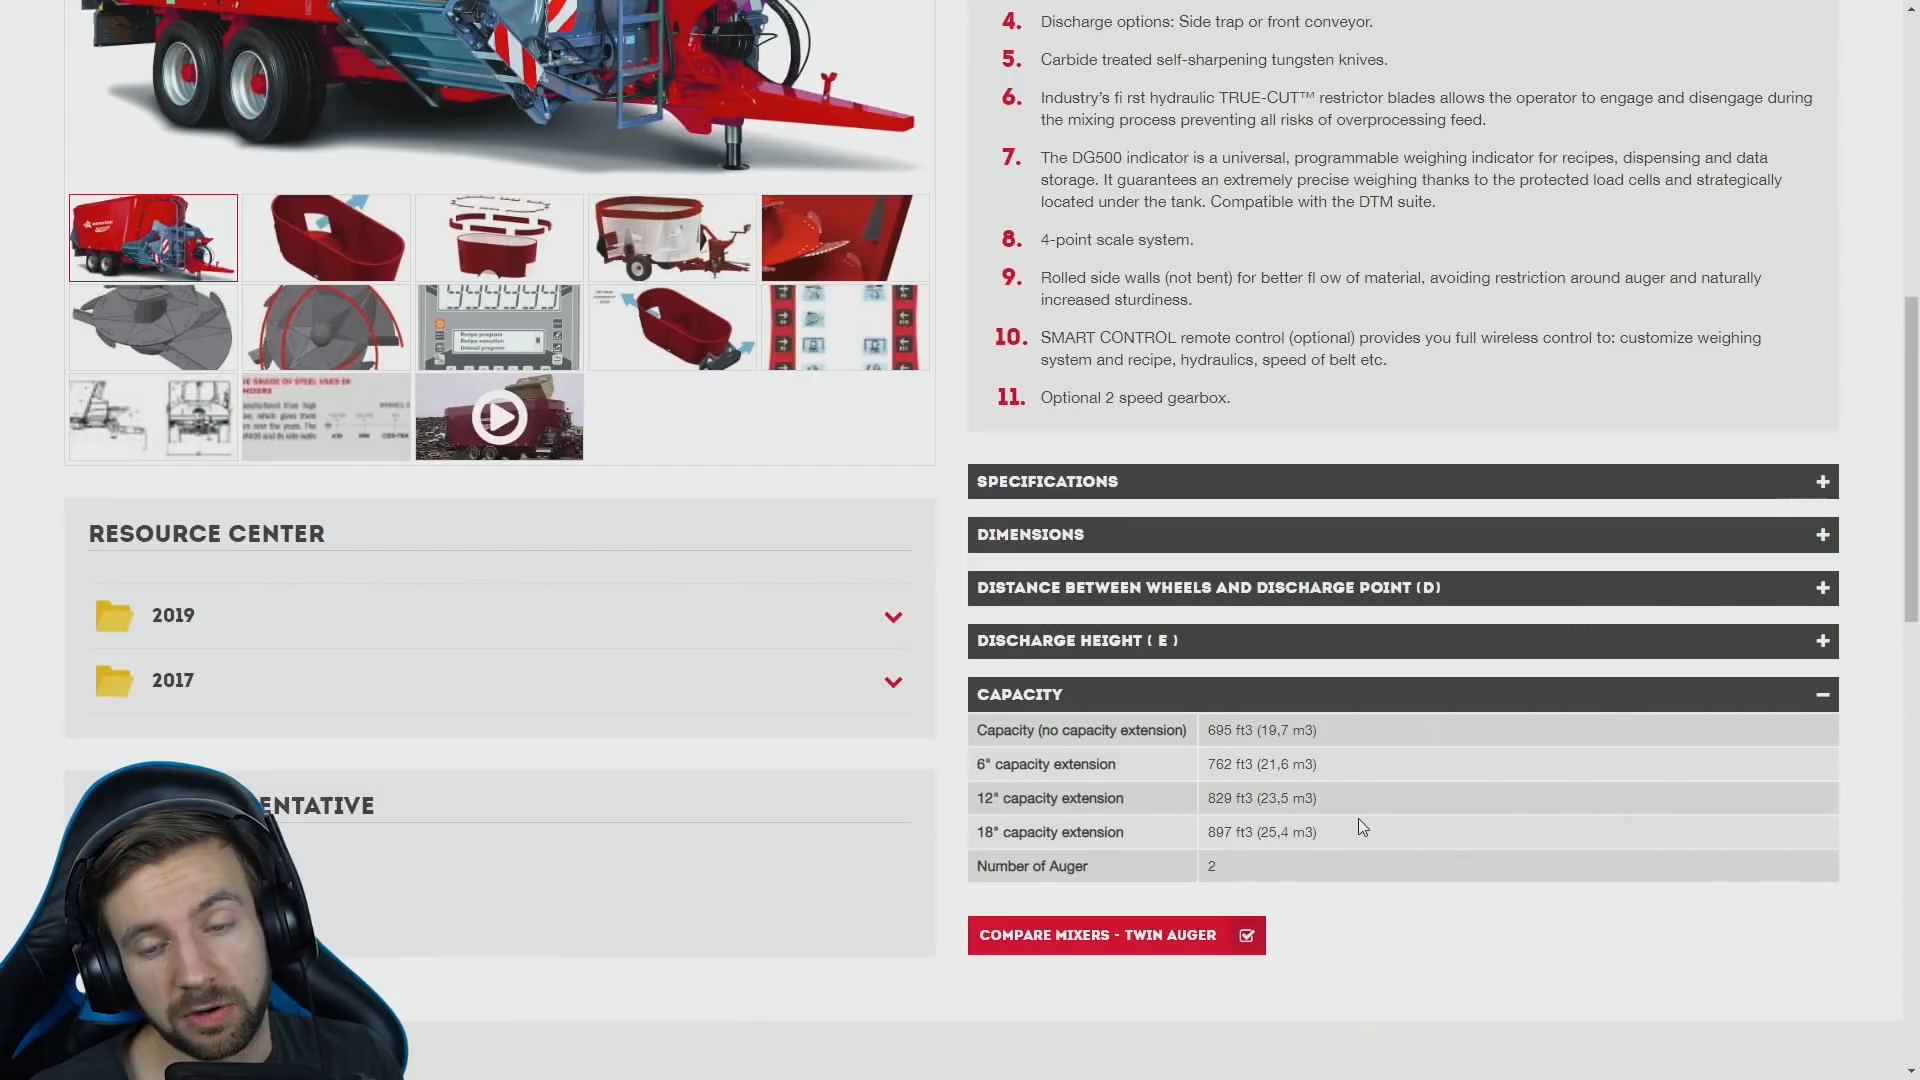 4. Discharge options: Side trap or front conveyor.
5. Carbide treated self-sharpening tungsten knives.
6. Industry's fi rst hydraulic TRUE-CUT™ restrictor blades allows the operator to engage and disengage during
the mixing process preventing all risks of overprocessing feed.
7. The DG500 indicator is a universal, programmable weighing indicator for recipes, dispensing and data
storage. It guarantees an extremely precise weighing thanks to the protected load cells and strategically
located under the tank. Compatible with the DTM suite.
8. 4-point scale system.
9. Rolled side walls (not bent) for better fl ow of material, avoiding restriction around auger and naturally
increased sturdiness.
10. SMART CONTROL remote control (optional) provides you full wireless control to: customize weighing
system and recipe, hydraulics, speed of belt etc.
11. Optional 2 speed gearbox.
Recipe program
Recipe execution
Unload program
RESOURCE CENTER
2019
2017
ENTATIVE
SPECIFICATIONS +
DIMENSIONS +
DISTANCE BETWEEN WHEELS AND DISCHARGE POINT (D) +
DISCHARGE HEIGHT ( E ) +
CAPACITY −
Capacity (no capacity extension) 695 ft3 (19,7 m3)
6" capacity extension 762 ft3 (21,6 m3)
12" capacity extension 829 ft3 (23,5 m3)
18" capacity extension 897 ft3 (25,4 m3)
Number of Auger 2
COMPARE MIXERS - TWIN AUGER